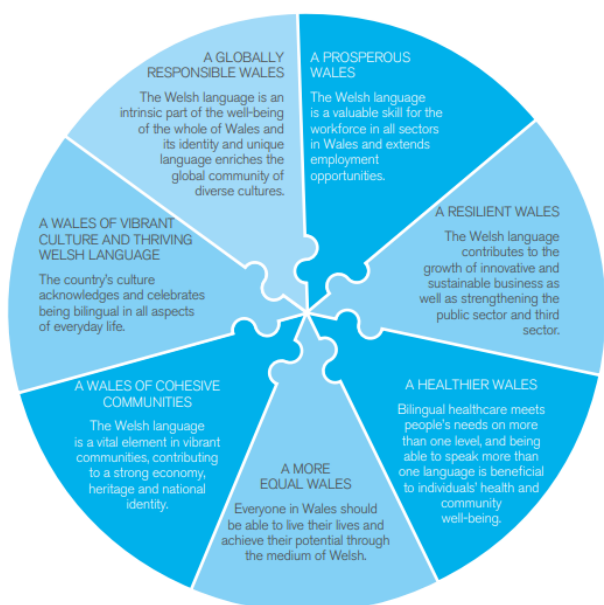 A GLOBALLY
RESPONSIBLE WALES
The Welsh language is an
intrinsic part of the well-being
of the whole of Wales and
its identity and unique
language enriches the
global community of
diverse cultures.
A PROSPEROUS
WALES
The Welsh language
is a valuable skill for the
workforce in all sectors
in Wales and extends
employment
opportunities.
A RESILIENT WALES
The Welsh language
contributes to the
growth of innovative and
sustainable business as
well as strengthening the
public sector and third
sector.
A HEALTHIER WALES
Bilingual healthcare meets
people's needs on more
than one level, and being
able to speak more than
one language is beneficial
to individuals' health and
community
well-being.
A MORE
EQUAL WALES
Everyone in Wales should
be able to live their lives and
achieve their potential through
the medium of Welsh.
A WALES OF COHESIVE
COMMUNITIES
The Welsh language
is a vital element in vibrant
communities, contributing
to a strong economy,
heritage and national
identity.
A WALES OF VIBRANT
CULTURE AND THRIVING
WELSH LANGUAGE
The country's culture
acknowledges and celebrates
being bilingual in all aspects
of everyday life.